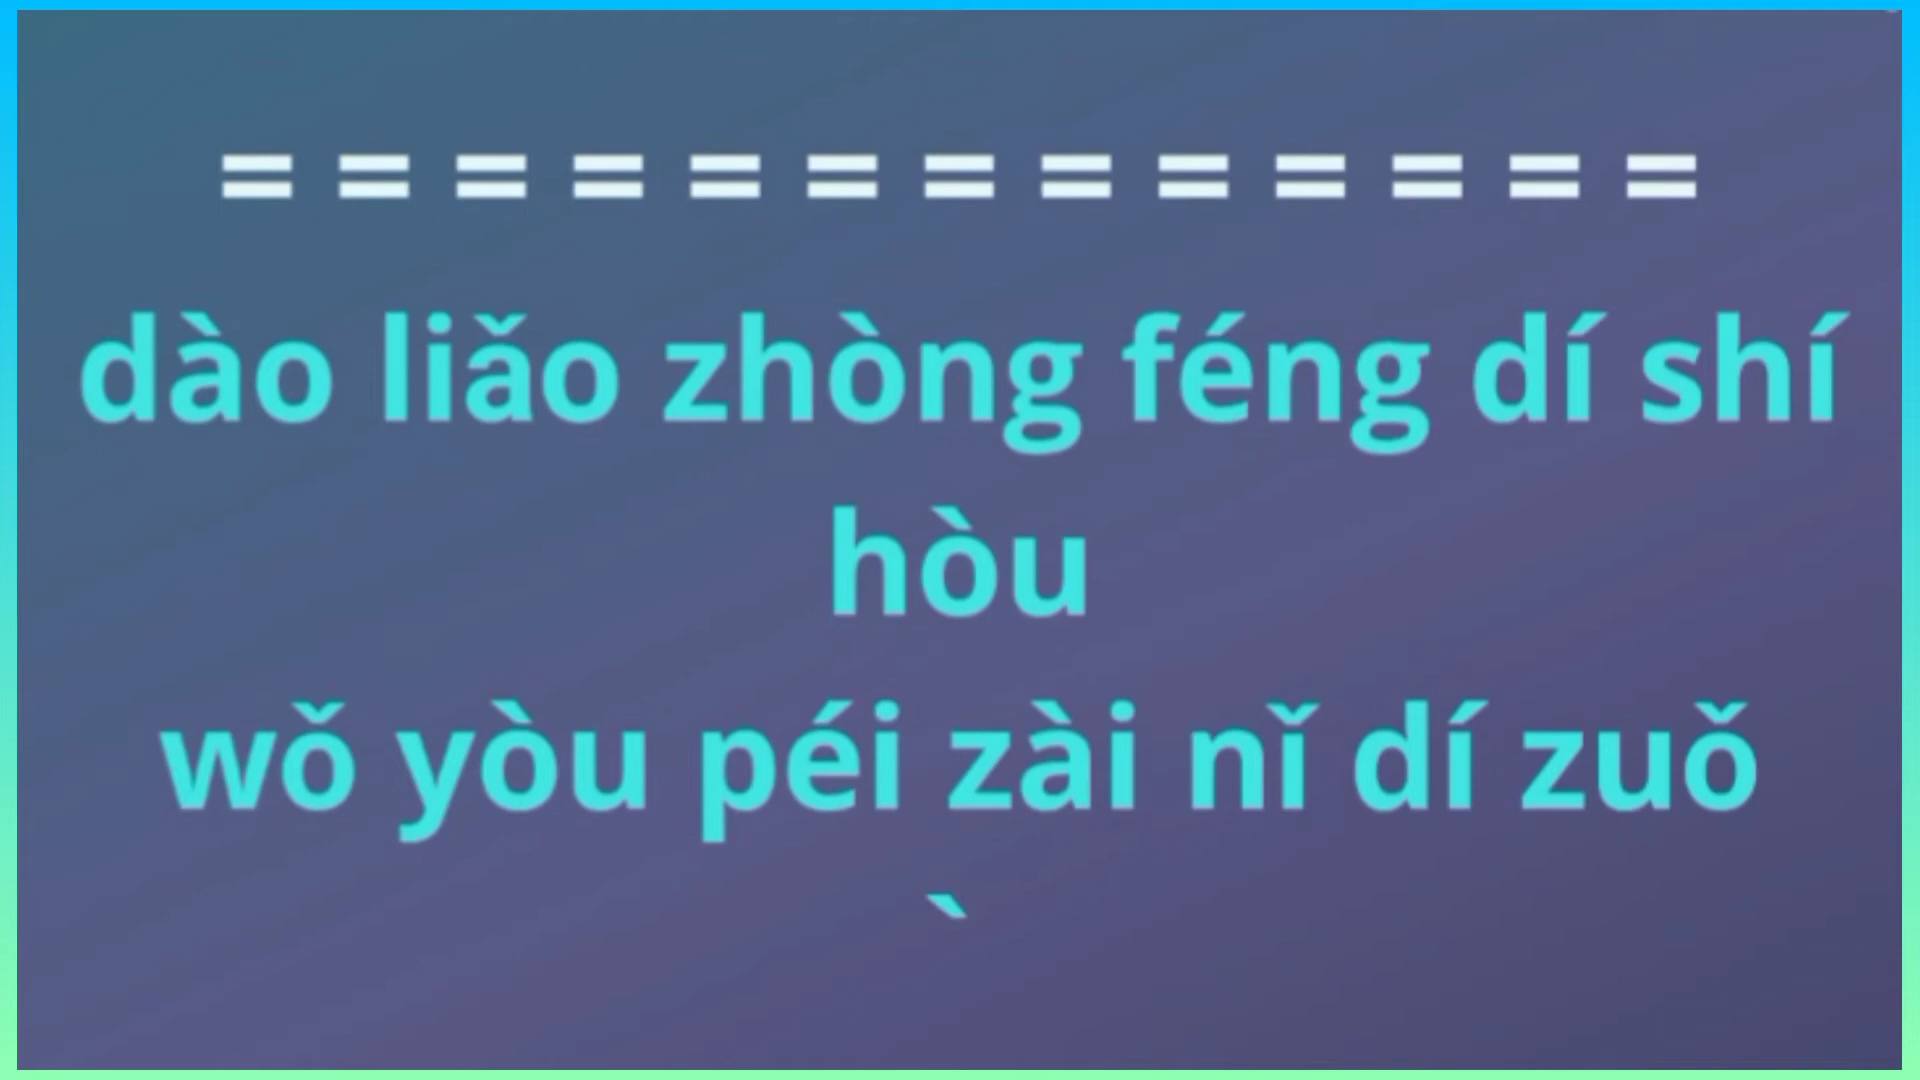 = = = = = = = = = = = = =
dào liǎo zhòng féng dí shí
hòu
wǒ yòu péi zài nǐ dí zuǒ
`